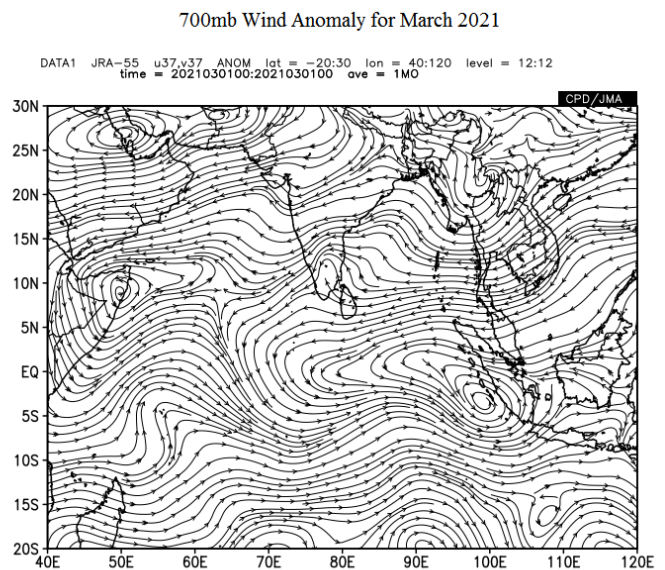 700mb Wind Anomaly for March 2021
DATA1 JRA-55 u37,v37 ANOM lat = -20:30 lon = 40:120 level = 12:12
time = 2021030100:2021030100 ave = 1MO
CPD/JMA
30N
25N
20N
15N
10N
5N
EQ
5S
10S
15S
20S
40E 50E 60E 70E 80E 90E 100E 110E 120E